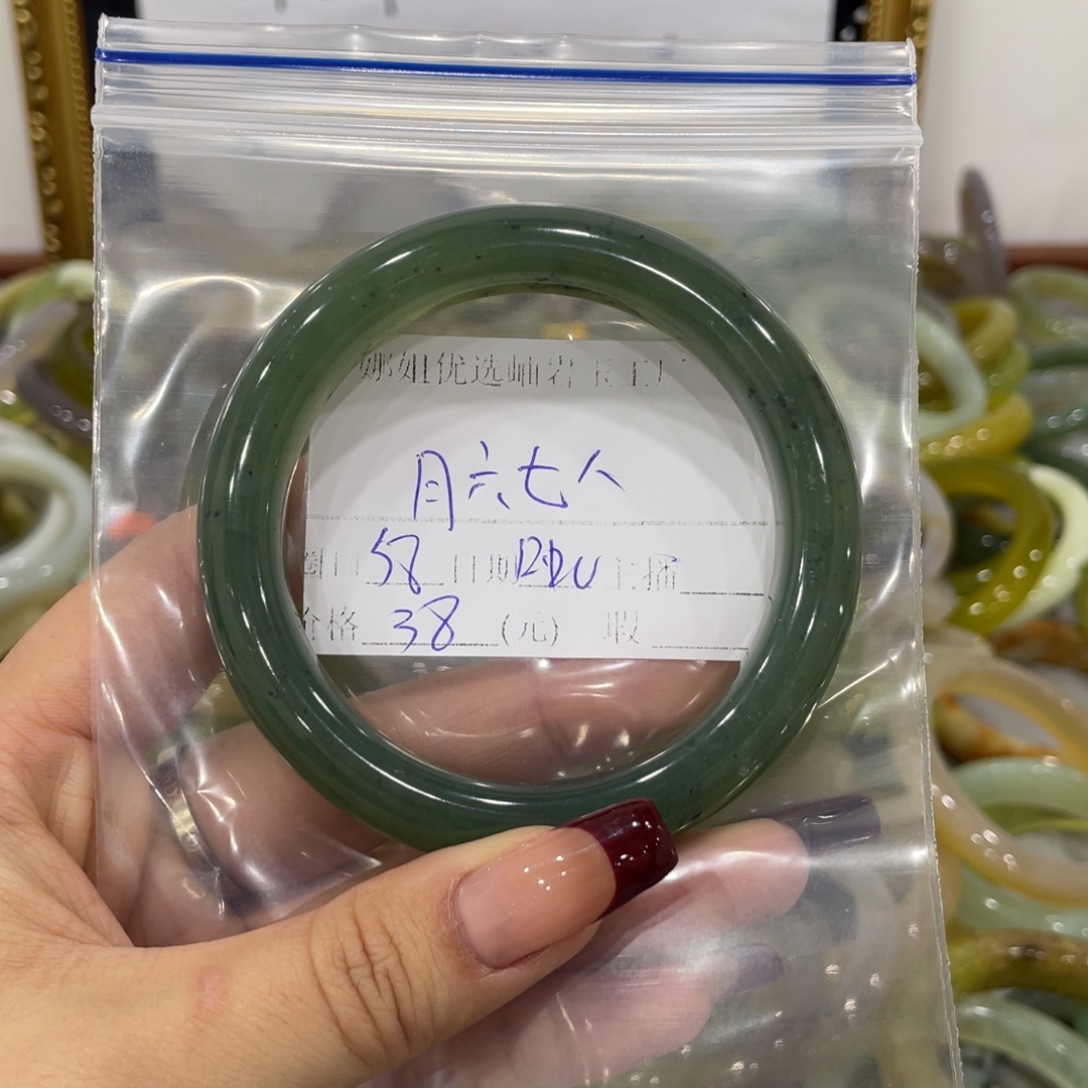 娜姐优选岫岩玉工厂
月六七人
圈口 58 日期 12.20 主播
价格 38 (元) 瑕